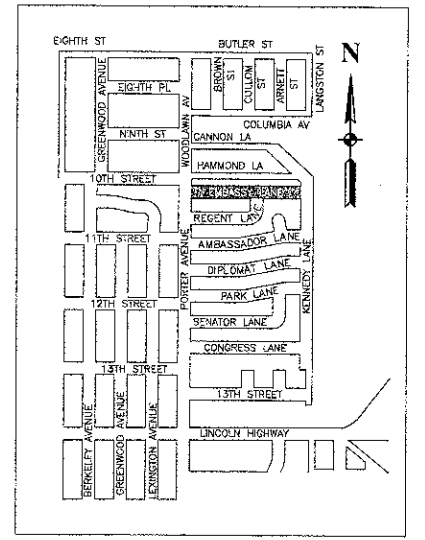 EIGHTH ST
BUTLER ST
N
GREENWOOD AVENUE
EIGHTH PL
WOODLAWN AV
BROWN
ST
CULLOM
ST
ARNETT
ST
LANGSTON ST
COLUMBIA AV
NINTH ST
CANNON LA
HAMMOND LA
10TH STREET
EMBASSY LANE
REGENT LANE
11TH STREET
AMBASSADOR LANE
DIPLOMAT LANE
PORTER AVENUE
KENNEDY LANE
PARK LANE
12TH STREET
SENATOR LANE
CONGRESS LANE
13TH STREET
13TH STREET
LINCOLN HIGHWAY
BERKELEY AVENUE
GREENWOOD AVENUE
LEXINGTON AVENUE